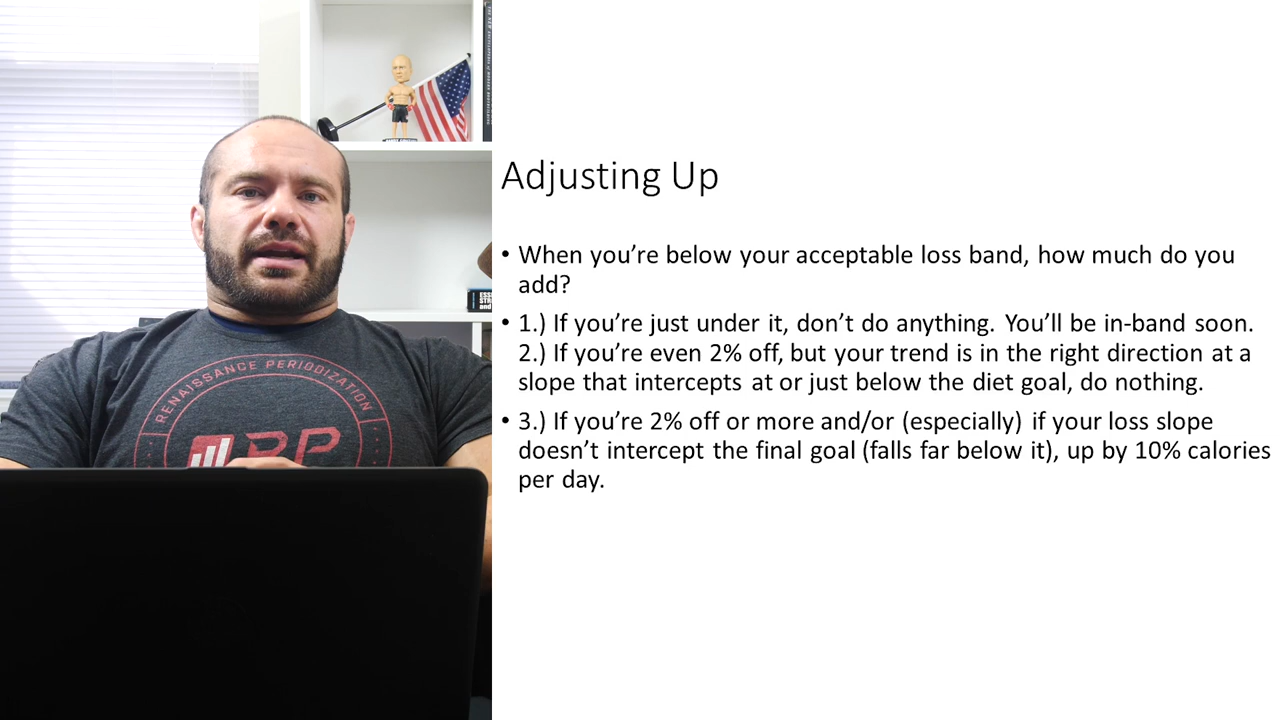 RENAISSANCE PERIODIZATION
RP
Adjusting Up
• When you’re below your acceptable loss band, how much do you
add?
• 1.) If you’re just under it, don’t do anything. You’ll be in-band soon.
2.) If you’re even 2% off, but your trend is in the right direction at a
slope that intercepts at or just below the diet goal, do nothing.
• 3.) If you’re 2% off or more and/or (especially) if your loss slope
doesn’t intercept the final goal (falls far below it), up by 10% calories
per day.